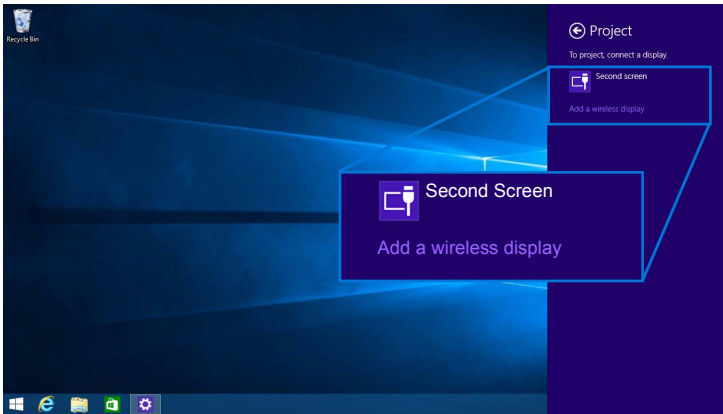 Recycle Bin
Project
To project, connect a display.
Second screen
Add a wireless display
Second Screen
Add a wireless display